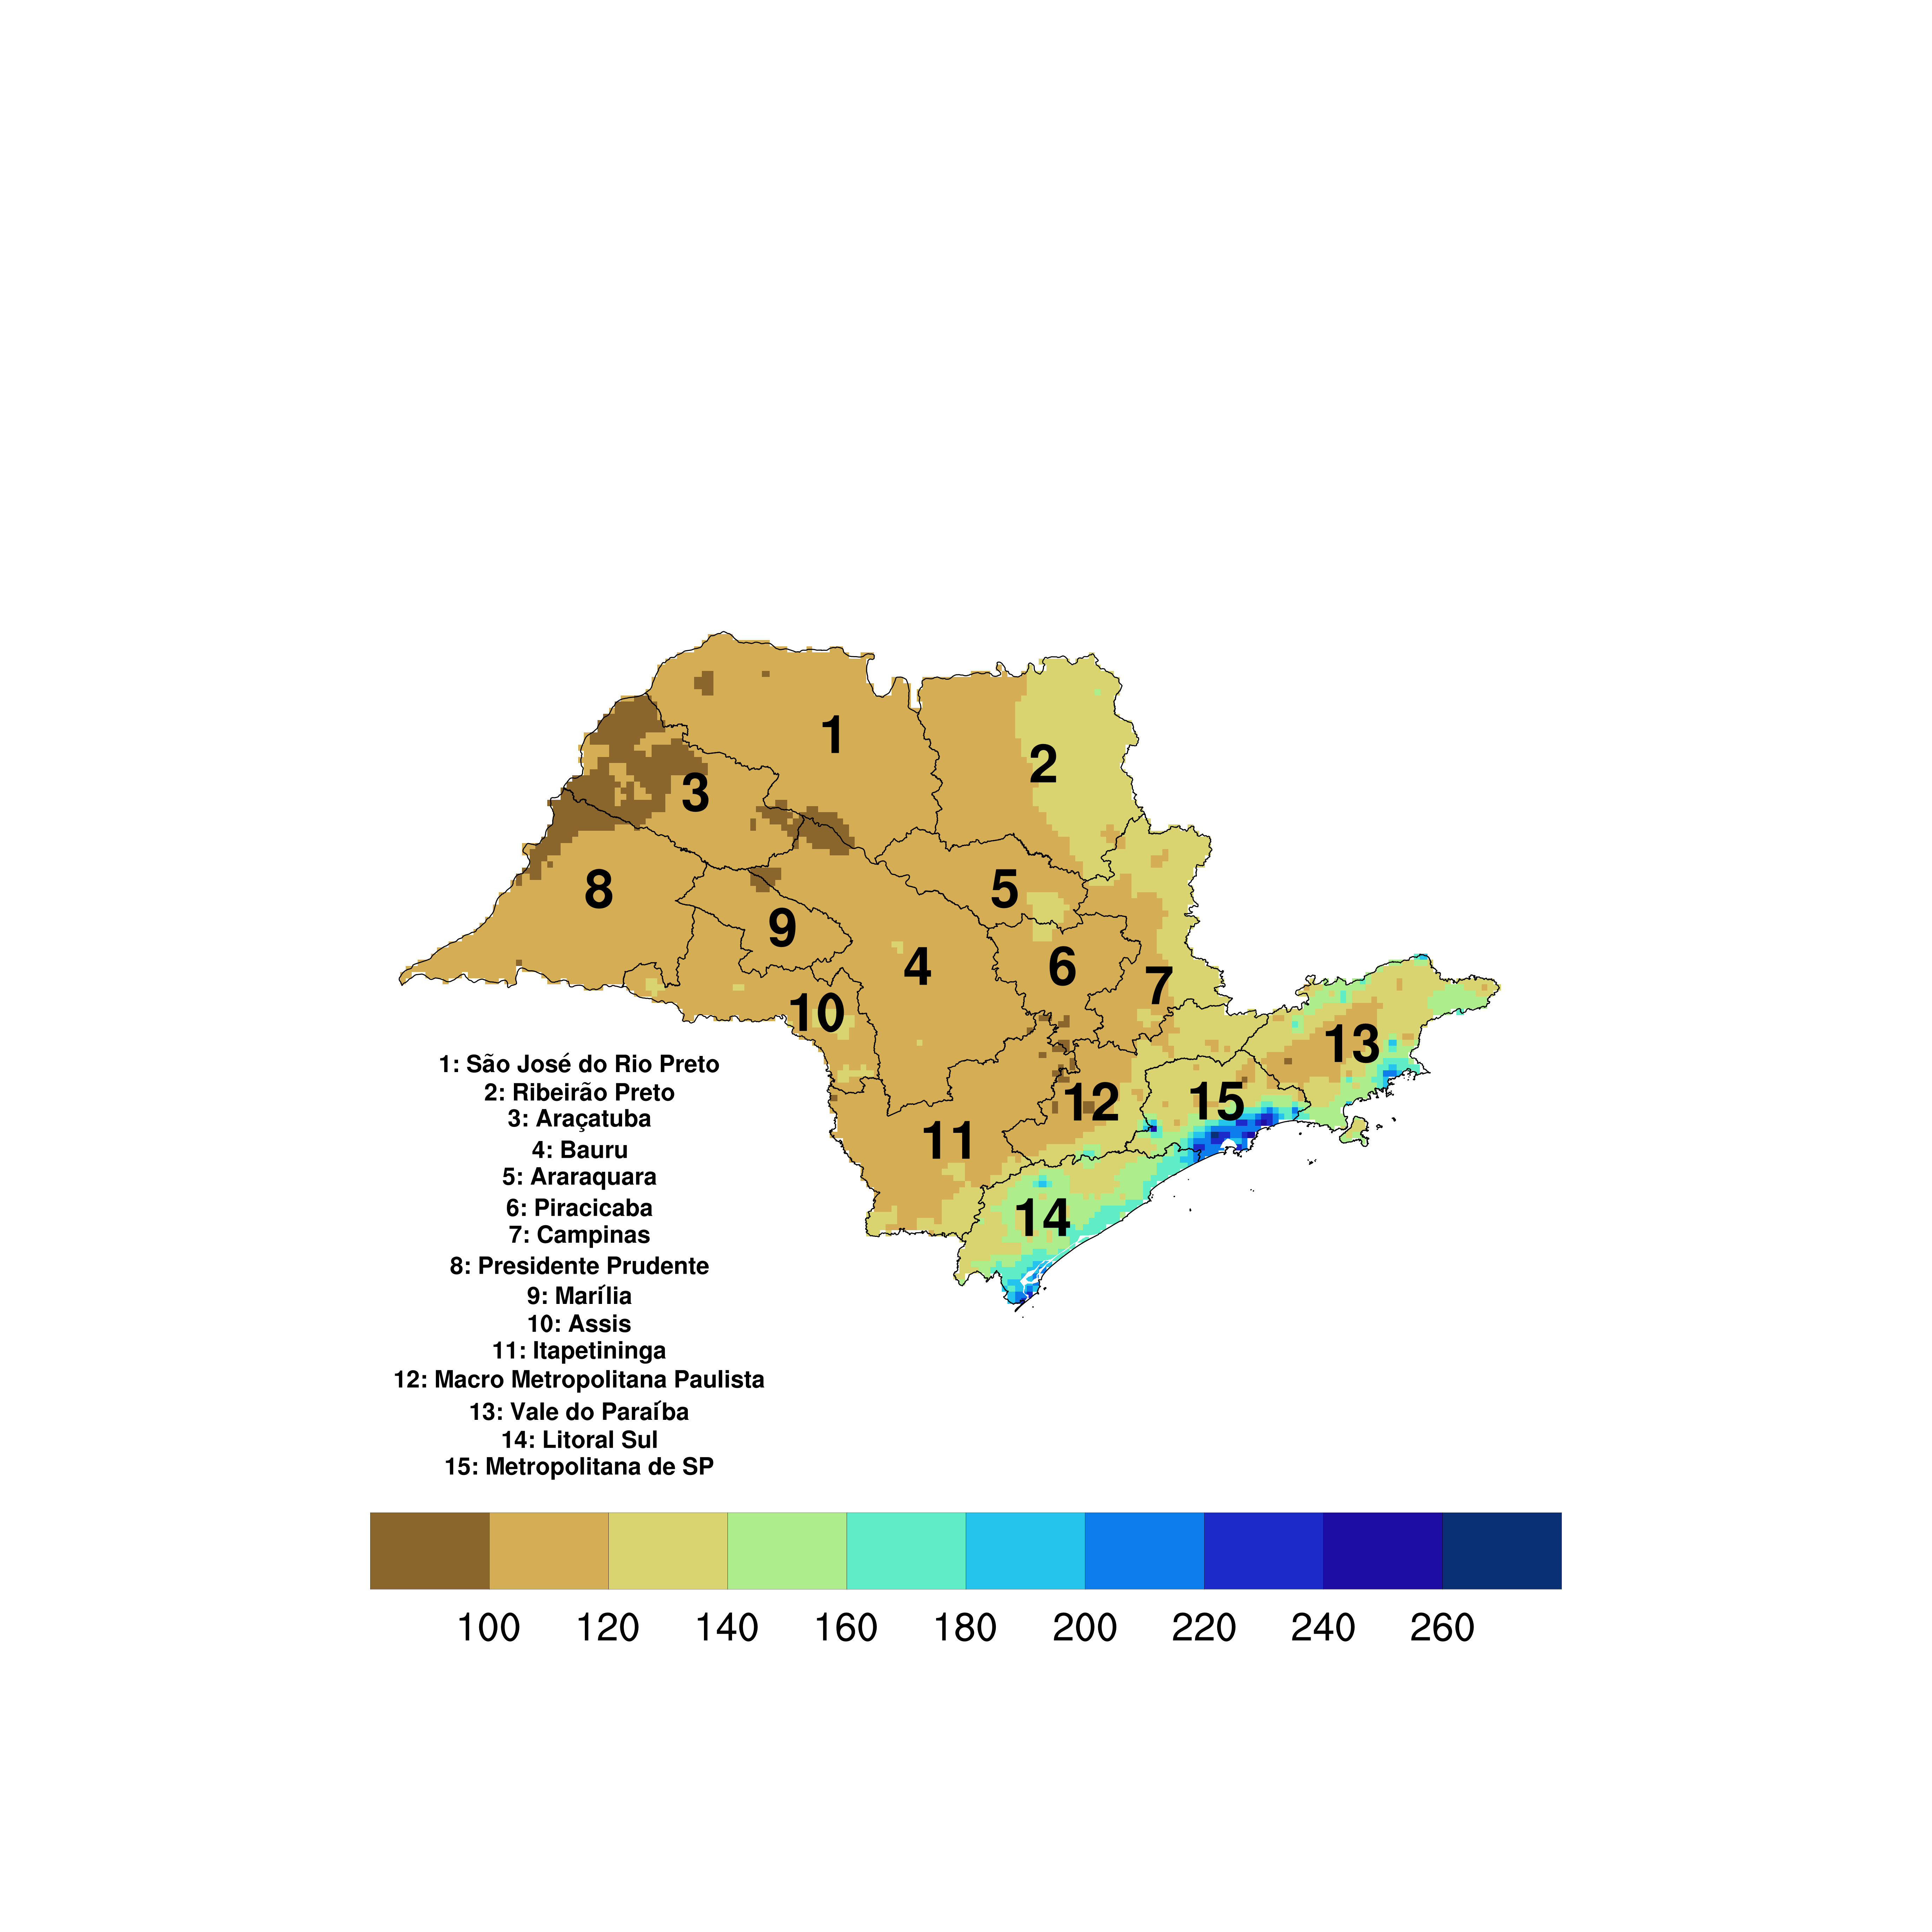 1
2
3
8
5
9
4
6
7
10
13
12
15
11
14
1: São José do Rio Preto
2: Ribeirão Preto
3: Araçatuba
4: Bauru
5: Araraquara
6: Piracicaba
7: Campinas
8: Presidente Prudente
9: Marília
10: Assis
11: Itapetininga
12: Macro Metropolitana Paulista
13: Vale do Paraíba
14: Litoral Sul
15: Metropolitana de SP
100 120 140 160 180 200 220 240 260